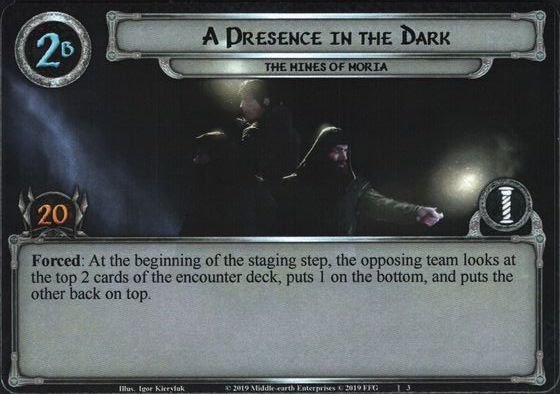 2B
A Presence in the Dark
The Mines of Moria
20
Forced: At the beginning of the staging step, the opposing team looks at
the top 2 cards of the encounter deck, puts 1 on the bottom, and puts the
other back on top.
Illus. Igor Kieryluk © 2019 Middle-earth Enterprises © 2019 FFG 3